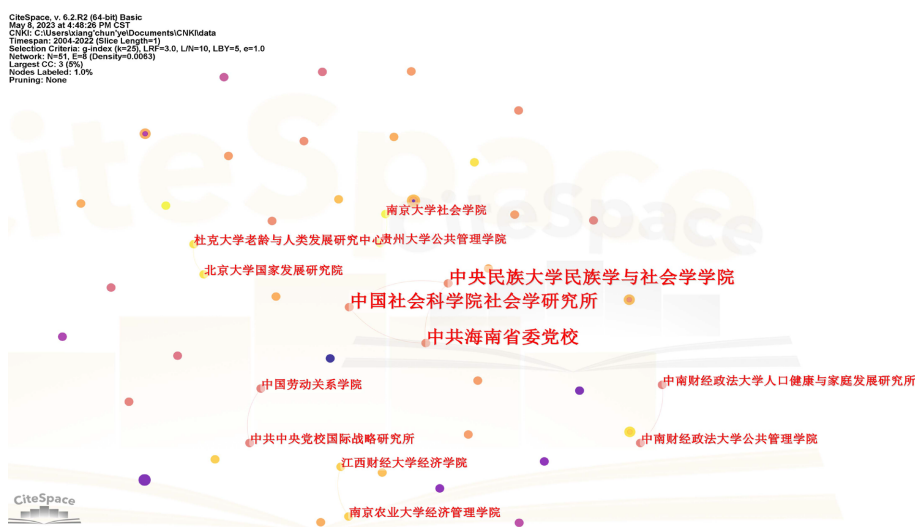 CiteSpace, v. 6.2.R2 (64-bit) Basic
May 8, 2023 at 4:48:26 PM CST
CNKI: C:\Users\xiang'chun'ye\Documents\CNKI\data
Timespan: 2004-2022 (Slice Length=1)
Selection Criteria: g-index (k=25), LRF=3.0, L/N=10, LBY=5, e=1.0
Network: N=51, E=8 (Density=0.0063)
Largest CC: 3 (5%)
Nodes Labeled: 1.0%
Pruning: None
CiteSpace
CiteSpace
南京大学社会学院
杜克大学老龄与人类发展研究中心
贵州大学公共管理学院
北京大学国家发展研究院
中央民族大学民族学与社会学学院
中国社会科学院社会学研究所
中共海南省委党校
中国劳动关系学院
中南财经政法大学人口健康与家庭发展研究所
中共中央党校国际战略研究所
中南财经政法大学公共管理学院
江西财经大学经济学院
CiteSpace
南京农业大学经济管理学院